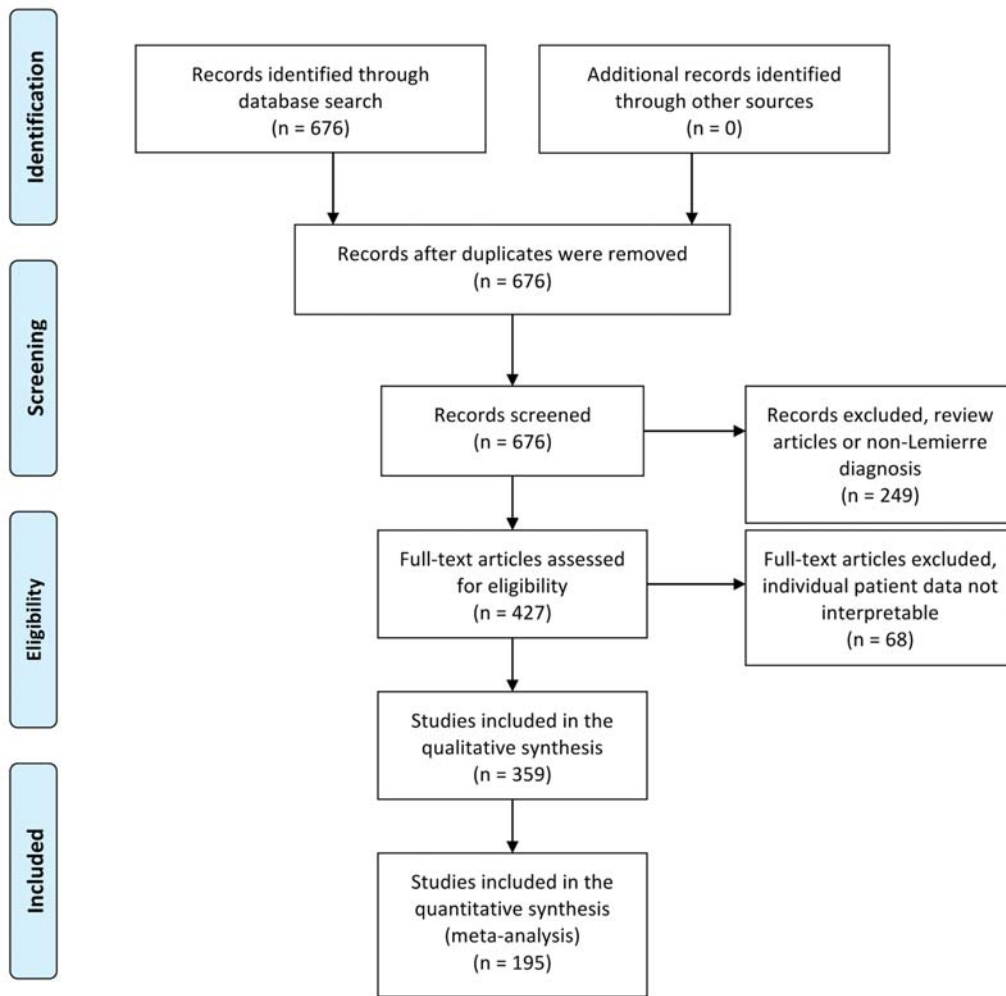 Identification
Records identified through
database search
(n = 676)
Additional records identified
through other sources
(n = 0)
Records after duplicates were removed
(n = 676)
Screening
Records screened
(n = 676)
Records excluded, review
articles or non-Lemierre
diagnosis
(n = 249)
Eligibility
Full-text articles assessed
for eligibility
(n = 427)
Full-text articles excluded,
individual patient data not
interpretable
(n = 68)
Studies included in the
qualitative synthesis
(n = 359)
Included
Studies included in the
quantitative synthesis
(meta-analysis)
(n = 195)